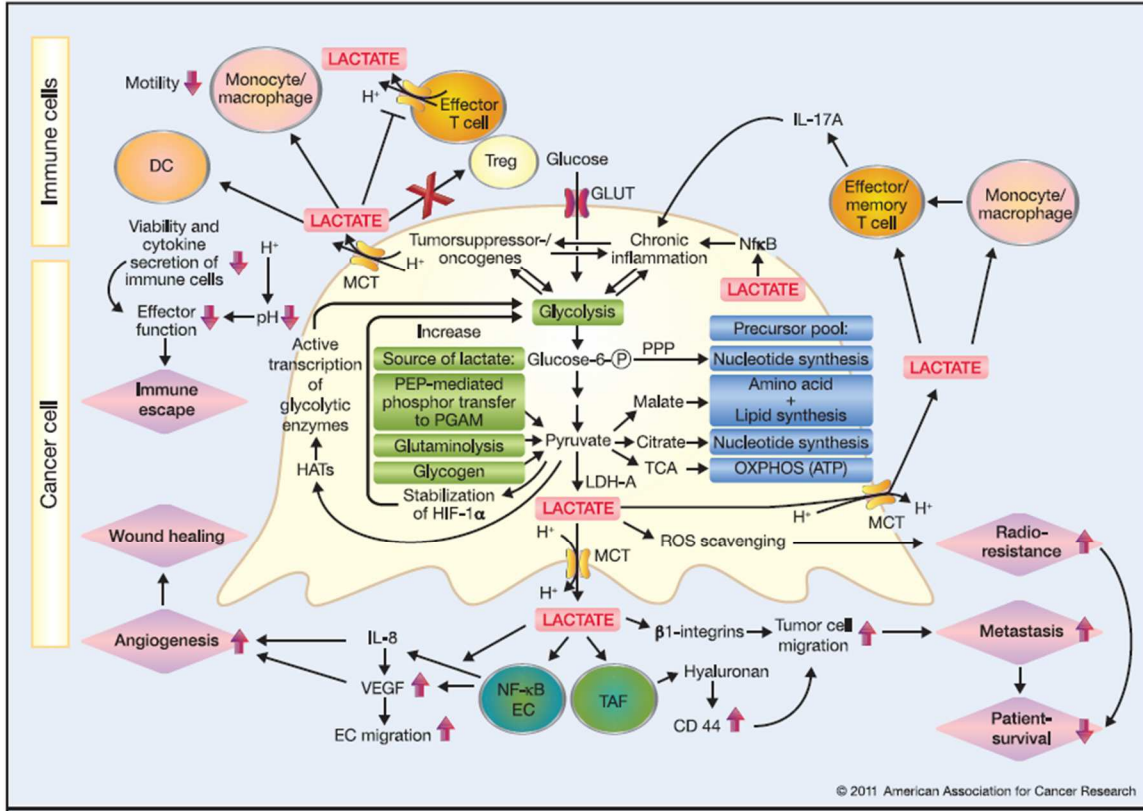 Immune cells
Cancer cell
Motility
Monocyte/
macrophage
LACTATE
H⁺
Effector
T cell
DC
Treg
Glucose
GLUT
LACTATE
IL-17A
Effector/
memory
T cell
Monocyte/
macrophage
Viability and
cytokine
secretion of
immune cells
H⁺
MCT
H⁺
Tumorsuppressor-/
oncogenes
Chronic
inflammation
NfκB
LACTATE
Effector
function
pH
Immune
escape
Active
transcription
of
glycolytic
enzymes
HATs
Increase
Glycolysis
Glucose-6-P
PPP
Source of lactate:
PEP-mediated
phosphor transfer
to PGAM
Glutaminolysis
Glycogen
Stabilization
of HIF-1α
Pyruvate
Malate
Citrate
TCA
LDH-A
Precursor pool:
Nucleotide synthesis
Amino acid
+
Lipid synthesis
Nucleotide synthesis
OXPHOS (ATP)
LACTATE
LACTATE
H⁺
MCT
H⁺
H⁺
MCT
H⁺
ROS scavenging
Radio-
resistance
Wound healing
Angiogenesis
IL-8
VEGF
EC migration
LACTATE
NF-κB
EC
TAF
β1-integrins
Tumor cell
migration
Hyaluronan
CD 44
Metastasis
Patient-
survival
© 2011 American Association for Cancer Research